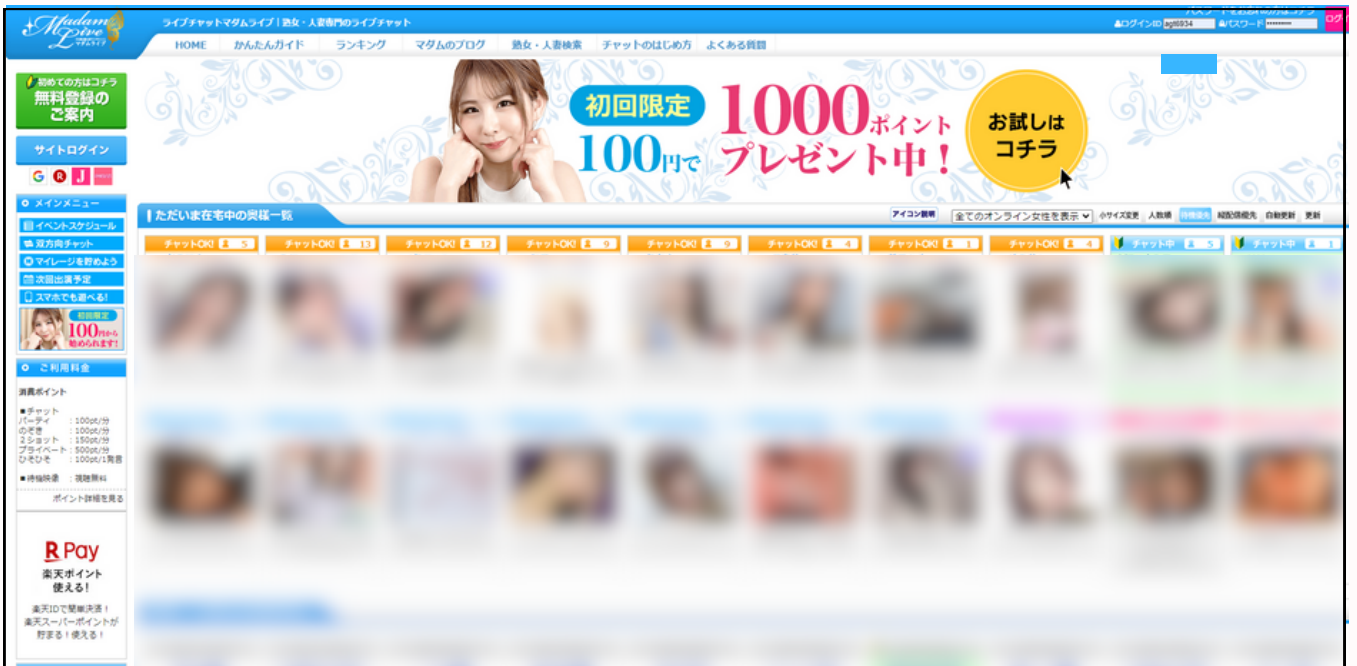 Madam Live
マダムライブ
ライブチャットマダムライブ | 熟女・人妻専門のライブチャット
ログインID agt6934 パスワード
HOME かんたんガイド ランキング マダムのブログ 熟女・人妻検索 チャットのはじめ方 よくある質問
初めての方はコチラ
無料登録の
ご案内
サイトログイン
G R J
初回限定
100円で
1000ポイント
プレゼント中！
お試しは
コチラ
メインメニュー
イベントスケジュール
双方向チャット
マイレージを貯めよう
次回出演予定
スマホでも遊べる!
初回限定
100円から
始められます!
ただいま在宅中の奥様一覧
アイコン説明 全てのオンライン女性を表示 小サイズ変更 人数順 待機優先 縦配信優先 自動更新 更新
チャットOK! 5 チャットOK! 13 チャットOK! 12 チャットOK! 9 チャットOK! 9 チャットOK! 4 チャットOK! 1 チャットOK! 4 チャット中 5 チャット中 1
ご利用料金
消費ポイント
■チャット
パーティ : 100pt/分
のぞき : 100pt/分
2ショット : 150pt/分
プライベート : 500pt/分
ひそひそ : 100pt/1発言
■待機映像 : 視聴無料
ポイント詳細を見る
R Pay
楽天ポイント
使える!
楽天IDで簡単決済！
楽天スーパーポイントが
貯まる！使える！